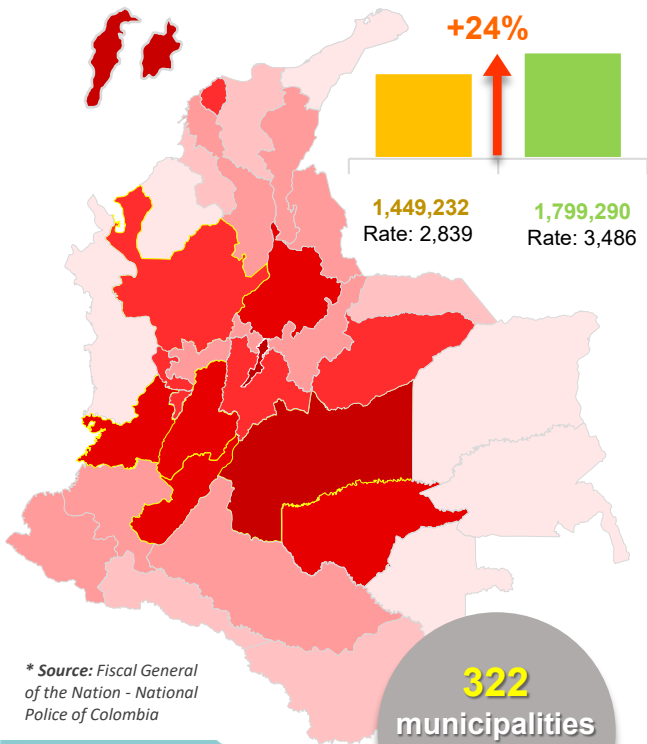 +24%
1,449,232
Rate: 2,839
1,799,290
Rate: 3,486
* Source: Fiscal General
of the Nation - National
Police of Colombia
322
municipalities